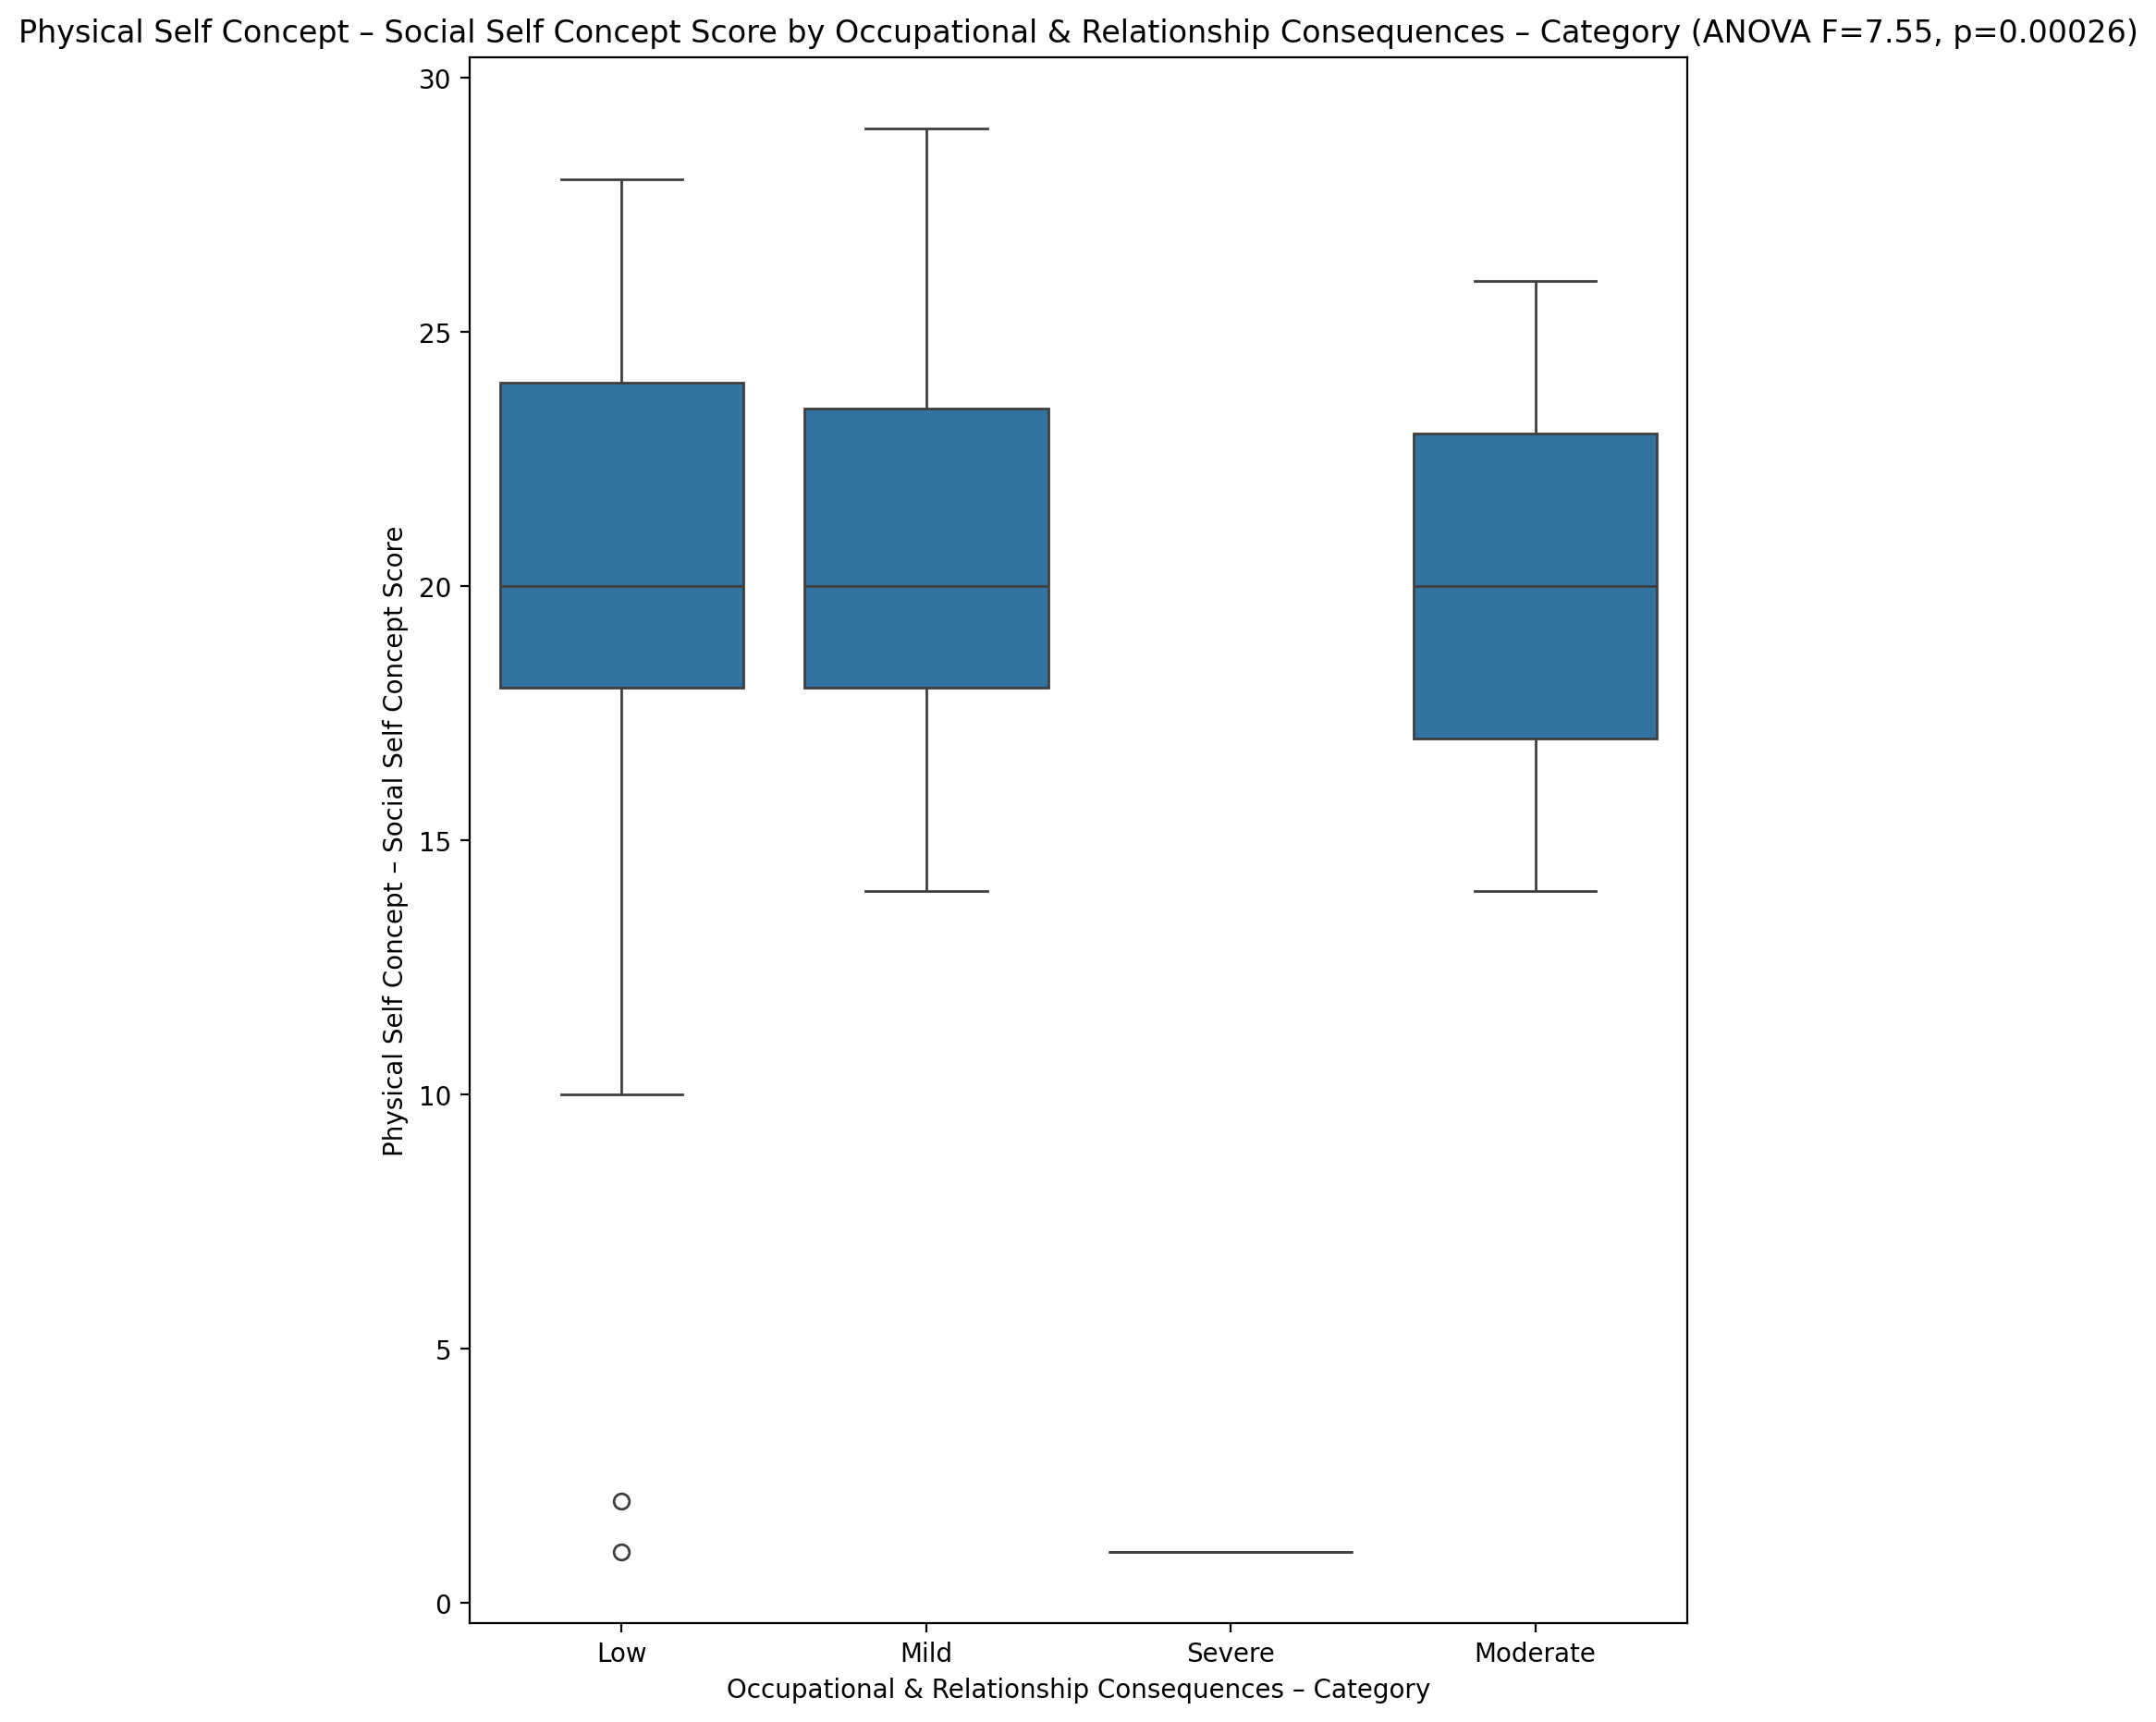 Physical Self Concept – Social Self Concept Score by Occupational & Relationship Consequences – Category (ANOVA F=7.55, p=0.00026)
Physical Self Concept – Social Self Concept Score
30
25
20
15
10
5
0
Low Mild Severe Moderate
Occupational & Relationship Consequences – Category